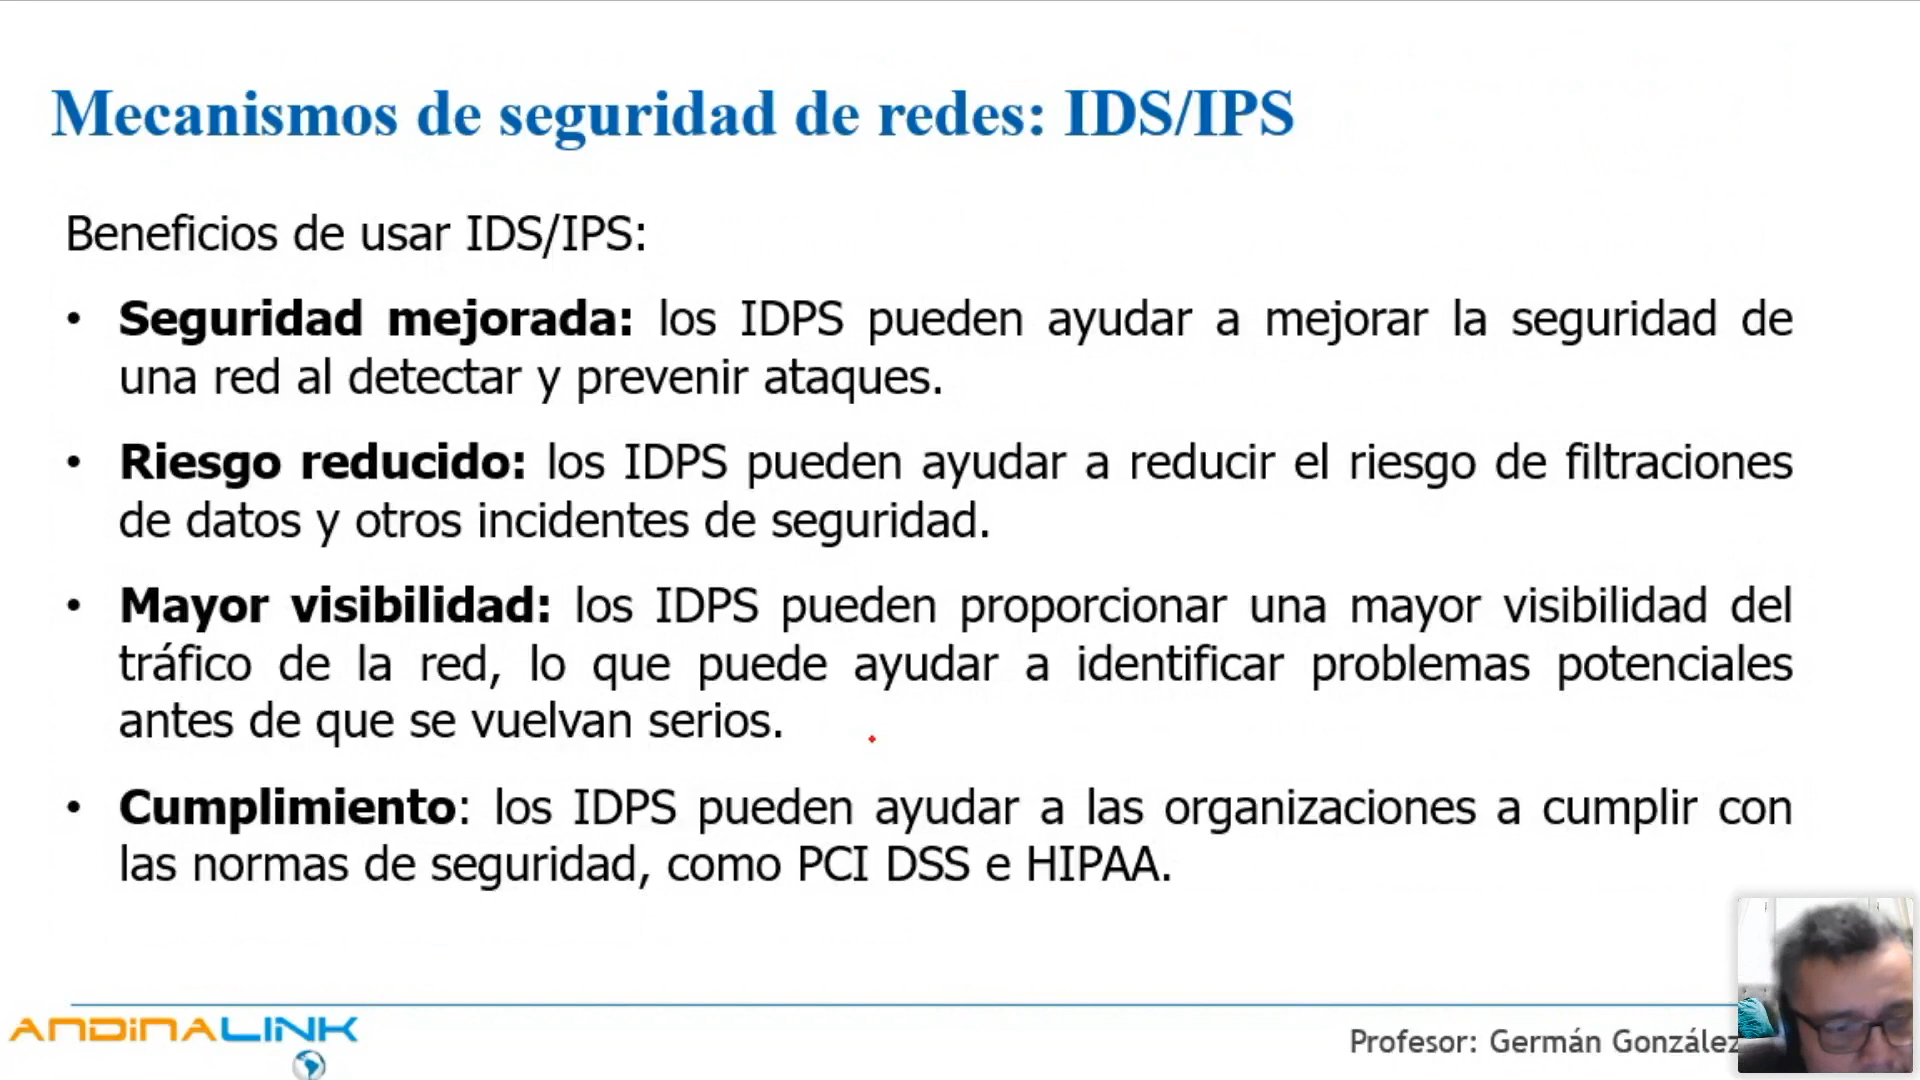 Mecanismos de seguridad de redes: IDS/IPS
Beneficios de usar IDS/IPS:
• Seguridad mejorada: los IDPS pueden ayudar a mejorar la seguridad de
una red al detectar y prevenir ataques.
• Riesgo reducido: los IDPS pueden ayudar a reducir el riesgo de filtraciones
de datos y otros incidentes de seguridad.
• Mayor visibilidad: los IDPS pueden proporcionar una mayor visibilidad del
tráfico de la red, lo que puede ayudar a identificar problemas potenciales
antes de que se vuelvan serios.
• Cumplimiento: los IDPS pueden ayudar a las organizaciones a cumplir con
las normas de seguridad, como PCI DSS e HIPAA.
ANDINALINK
Profesor: Germán González